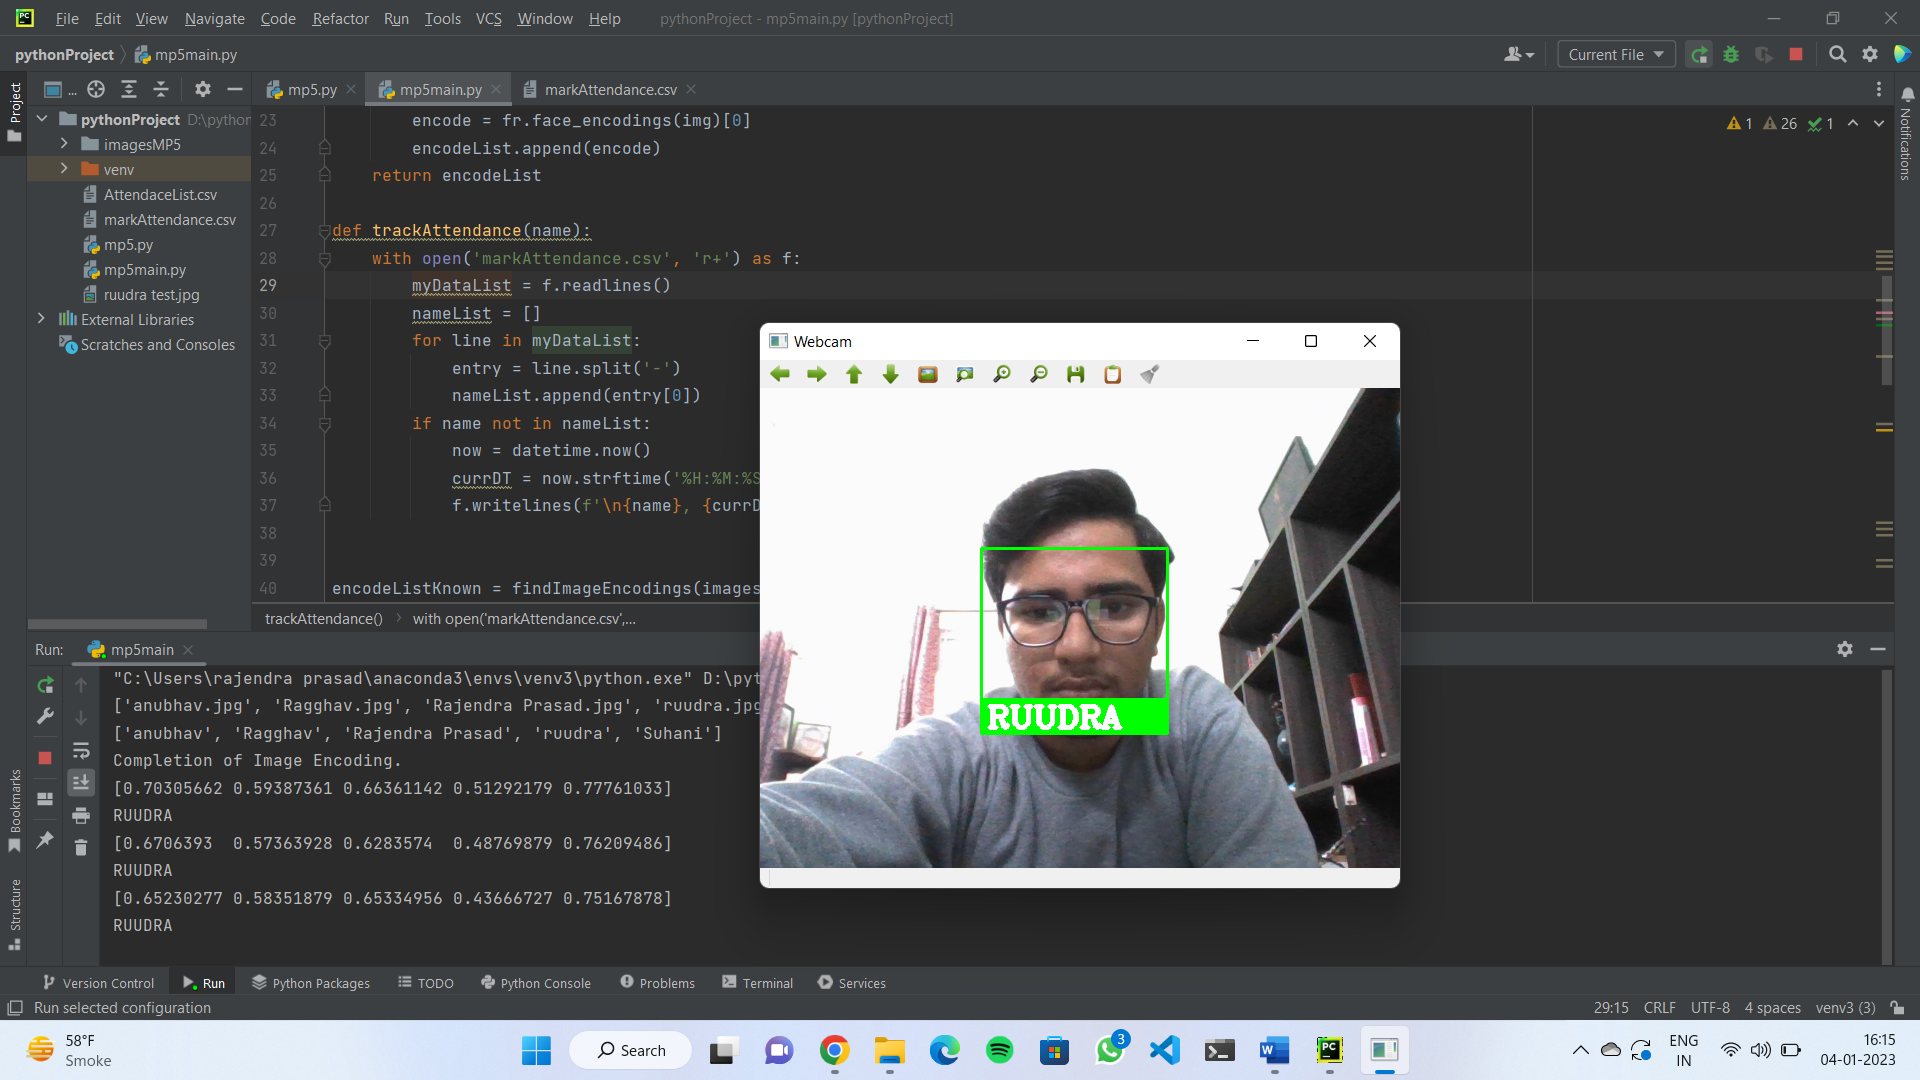 File Edit View Navigate Code Refactor Run Tools VCS Window Help pythonProject - mp5main.py [pythonProject]
pythonProject mp5main.py Current File
Project
... mp5.py mp5main.py markAttendance.csv
Notifications
pythonProject D:\python
imagesMP5
venv
AttendaceList.csv
markAttendance.csv
mp5.py
mp5main.py
ruudra test.jpg
External Libraries
Scratches and Consoles
1 26 1
23 encode = fr.face_encodings(img)[0]
24 encodeList.append(encode)
25 return encodeList
26
27 def trackAttendance(name):
28 with open('markAttendance.csv', 'r+') as f:
29 myDataList = f.readlines()
30 nameList = []
31 for line in myDataList:
32 entry = line.split('-')
33 nameList.append(entry[0])
34 if name not in nameList:
35 now = datetime.now()
36 currDT = now.strftime('%H:%M:%S
37 f.writelines(f'\n{name}, {currD
38
39
40 encodeListKnown = findImageEncodings(images
trackAttendance() with open('markAttendance.csv',...
Webcam
RUUDRA
Run: mp5main
"C:\Users\rajendra prasad\anaconda3\envs\venv3\python.exe" D:\pyt
['anubhav.jpg', 'Ragghav.jpg', 'Rajendra Prasad.jpg', 'ruudra.jpg
['anubhav', 'Ragghav', 'Rajendra Prasad', 'ruudra', 'Suhani']
Completion of Image Encoding.
[0.70305662 0.59387361 0.66361142 0.51292179 0.77761033]
RUUDRA
[0.6706393  0.57363928 0.6283574  0.48769879 0.76209486]
RUUDRA
[0.65230277 0.58351879 0.65334956 0.43666727 0.75167878]
RUUDRA
Bookmarks
Structure
Version Control Run Python Packages TODO Python Console Problems Terminal Services
Run selected configuration 29:15 CRLF UTF-8 4 spaces venv3 (3)
58°F
Smoke
Search
3
ENG
IN
16:15
04-01-2023